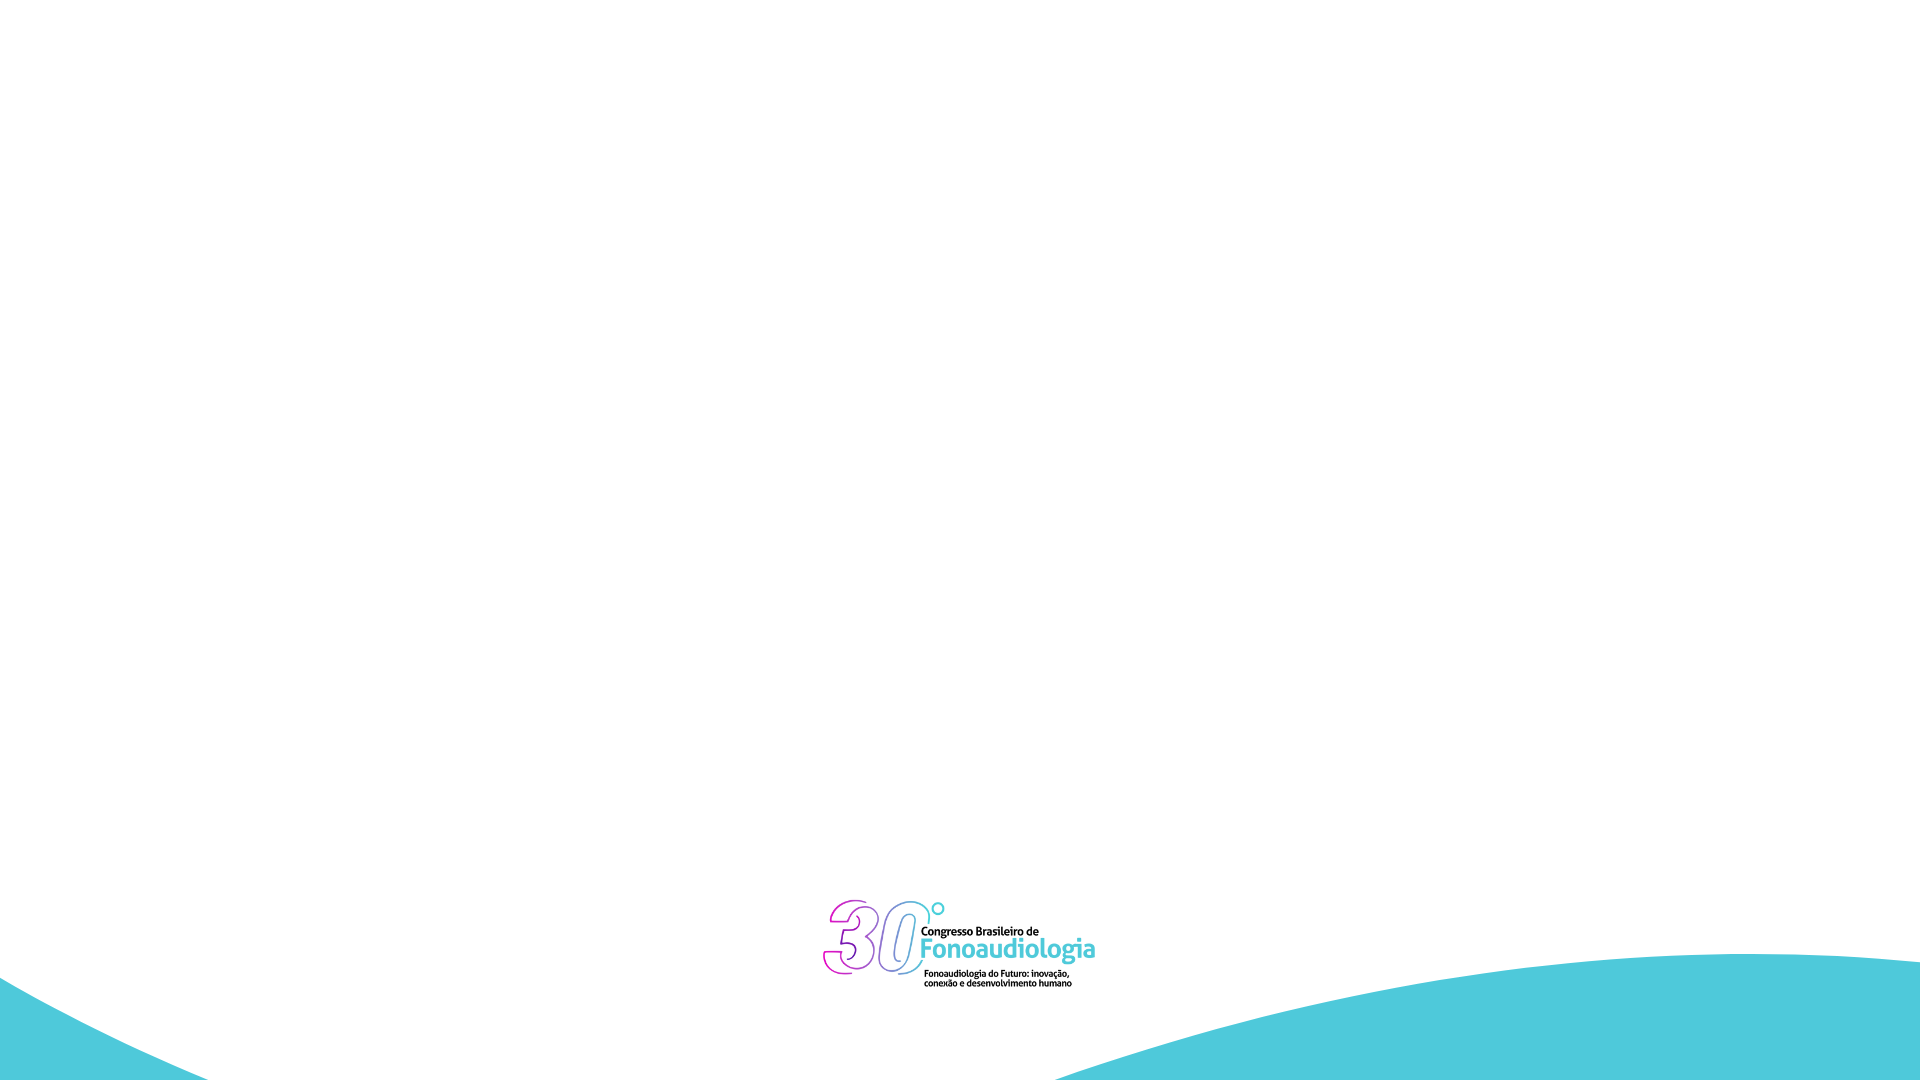 30°
Congresso Brasileiro de
Fonoaudiologia
Fonoaudiologia do Futuro: inovação,
conexão e desenvolvimento humano